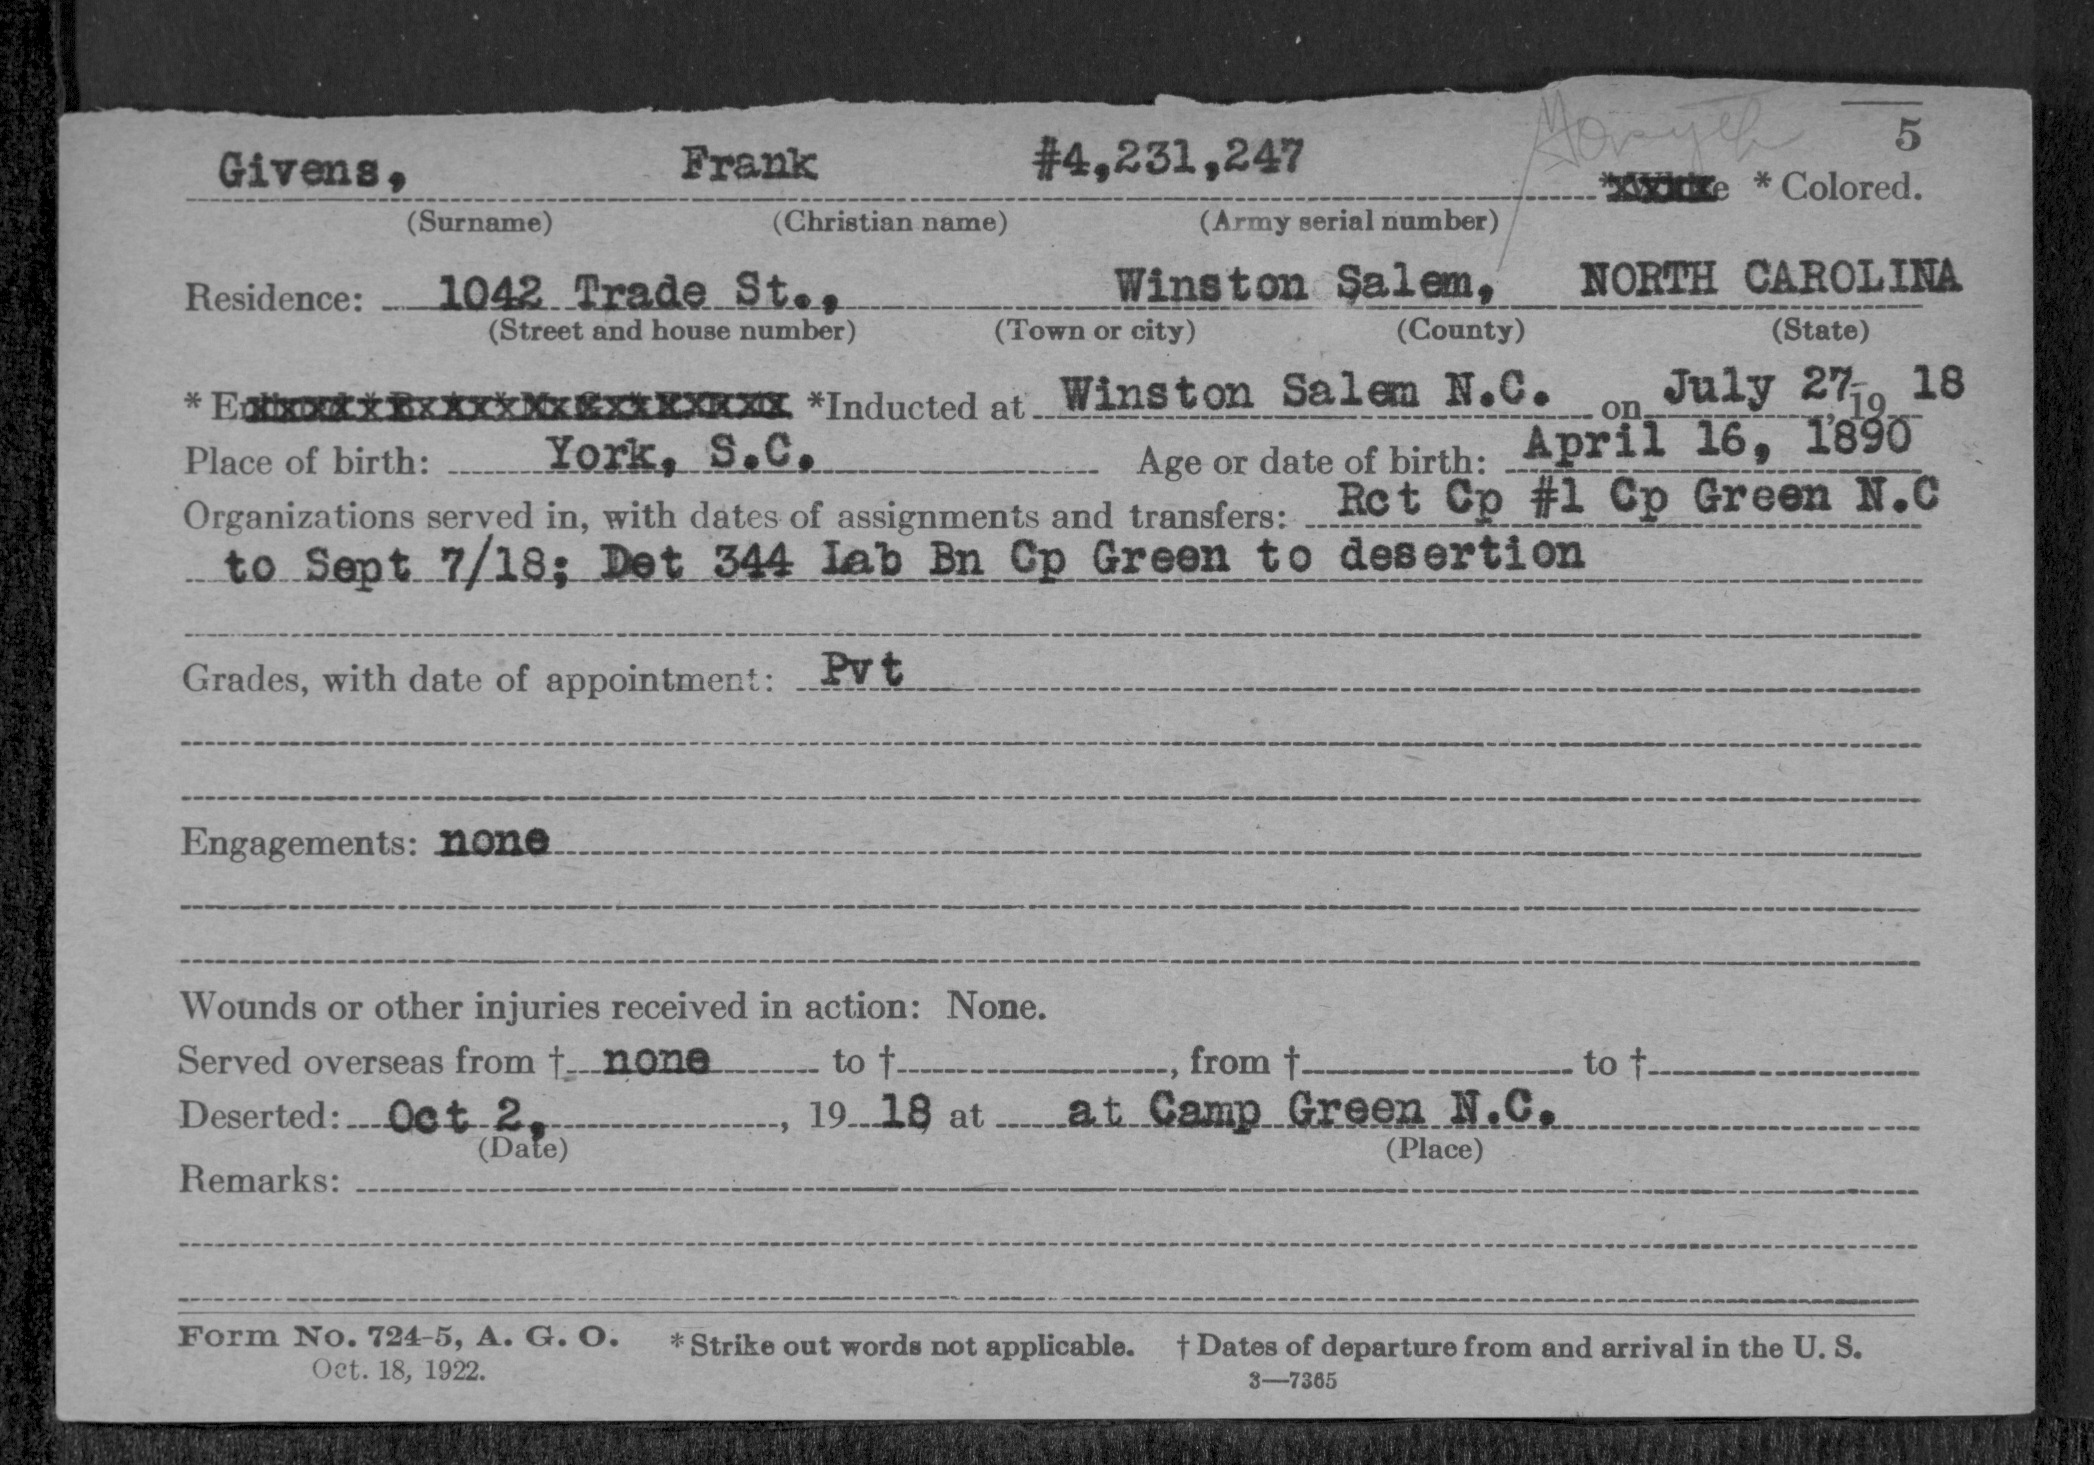 Forsyth
5
Givens, Frank #4,231,247 * Colored.
(Surname) (Christian name) (Army serial number)
Residence: 1042 Trade St., Winston Salem, NORTH CAROLINA
(Street and house number) (Town or city) (County) (State)
* *Inducted at Winston Salem N.C. on July 27-, 19 18
Place of birth: York, S.C. Age or date of birth: April 16, 1890
Organizations served in, with dates of assignments and transfers: Rct Cp #1 Cp Green N.C
to Sept 7/18; Det 344 Lab Bn Cp Green to desertion
Grades, with date of appointment: Pvt
Engagements: none
Wounds or other injuries received in action: None.
Served overseas from † none to †, from † to †
Deserted: Oct 2, , 19 18 at at Camp Green N.C.
(Date) (Place)
Remarks:
Form No. 724-5, A. G. O. * Strike out words not applicable. † Dates of departure from and arrival in the U. S.
Oct. 18, 1922. 3—7365